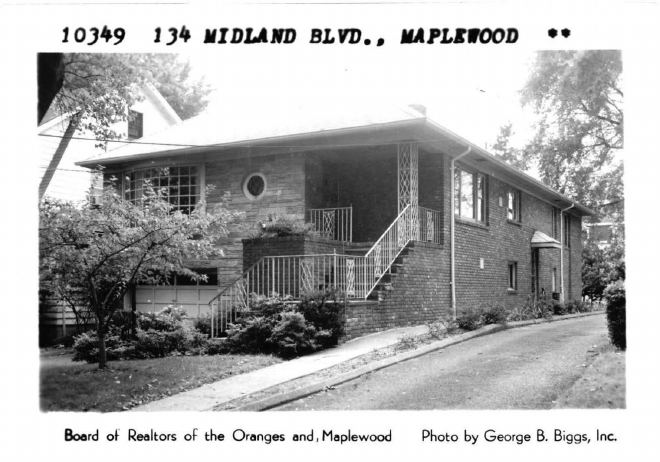 10349 134 MIDLAND BLVD., MAPLEWOOD **
Board of Realtors of the Oranges and, Maplewood Photo by George B. Biggs, Inc.